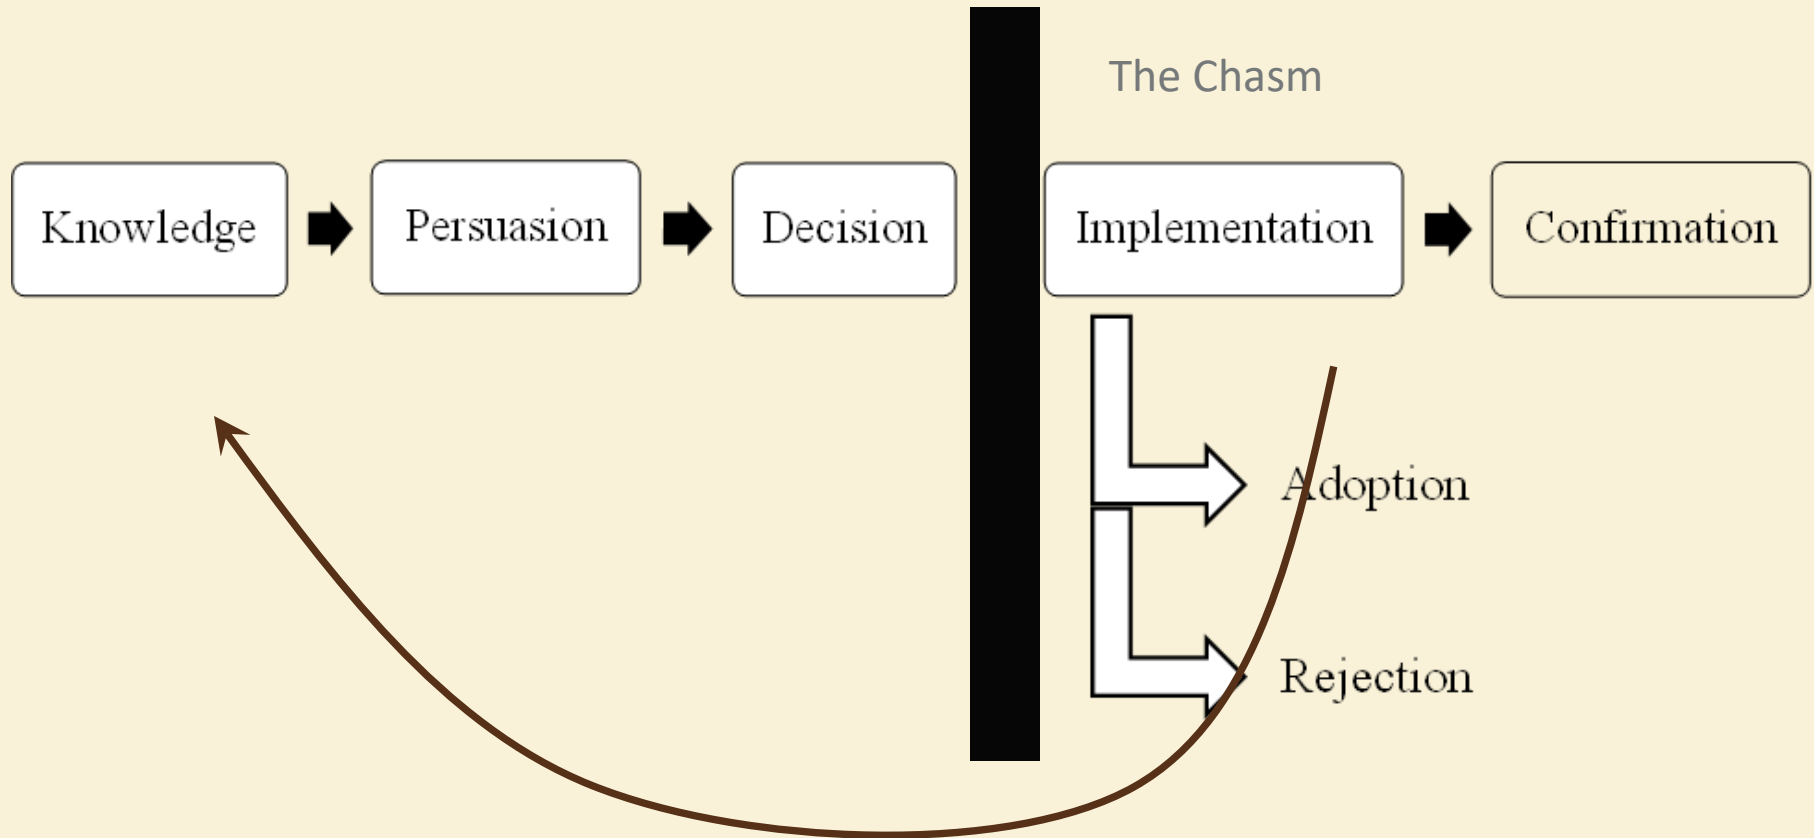 The Chasm
Knowledge
Persuasion
Decision
Implementation
Confirmation
Adoption
Rejection